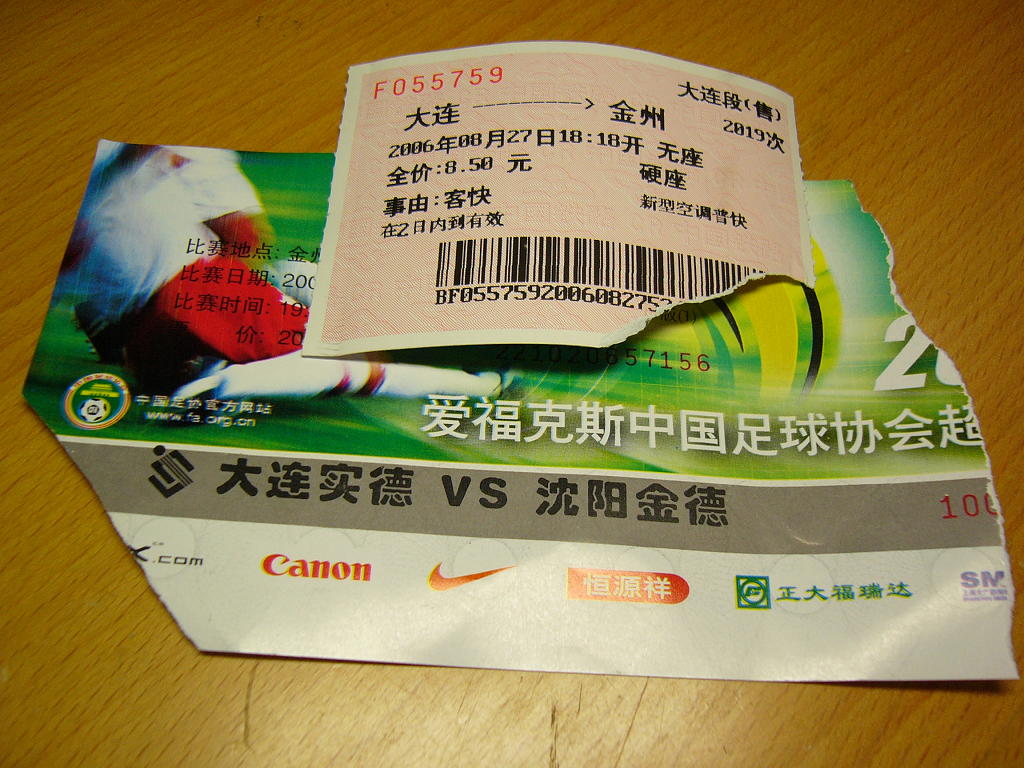 F055759
大连段(售)
大连 ----------> 金州
2019次
2006年08月27日18:18开 无座
全价:8.50 元
硬座
事由:客快
新型空调普快
在2日内到有效
BF0557592006082752
版(1)
比赛地点: 金州
比赛日期: 200
比赛时间: 19:
价: 20
221020657156
中国足协官方网站
www.fa.org.cn
爱福克斯中国足球协会超
大连实德 VS 沈阳金德
100
X.com
Canon
恒源祥
正大福瑞达